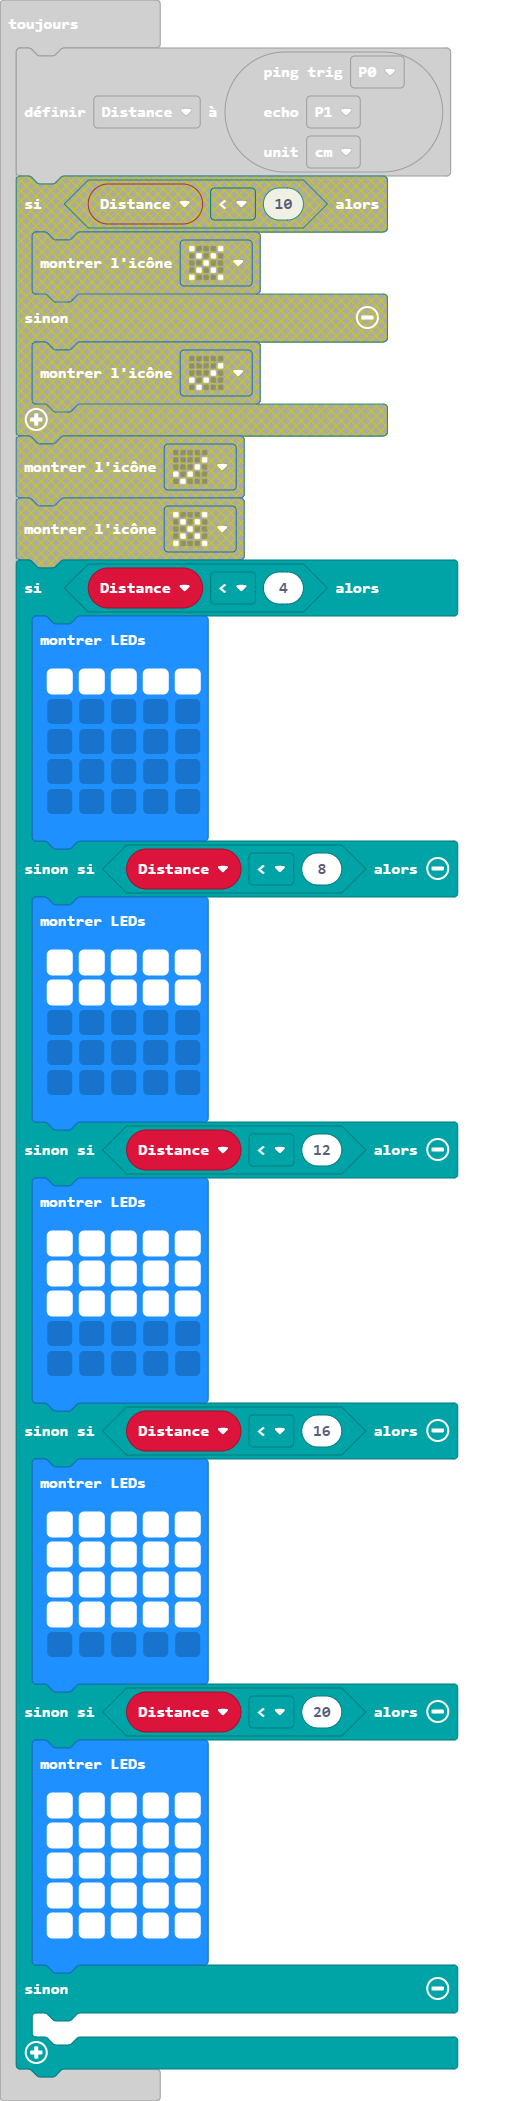 toujours
ping trig P0
définir Distance à echo P1
unit cm
si Distance < 10 alors
montrer l'icône
sinon
montrer l'icône
montrer l'icône
montrer l'icône
si Distance < 4 alors
montrer LEDs
sinon si Distance < 8 alors
montrer LEDs
sinon si Distance < 12 alors
montrer LEDs
sinon si Distance < 16 alors
montrer LEDs
sinon si Distance < 20 alors
montrer LEDs
sinon